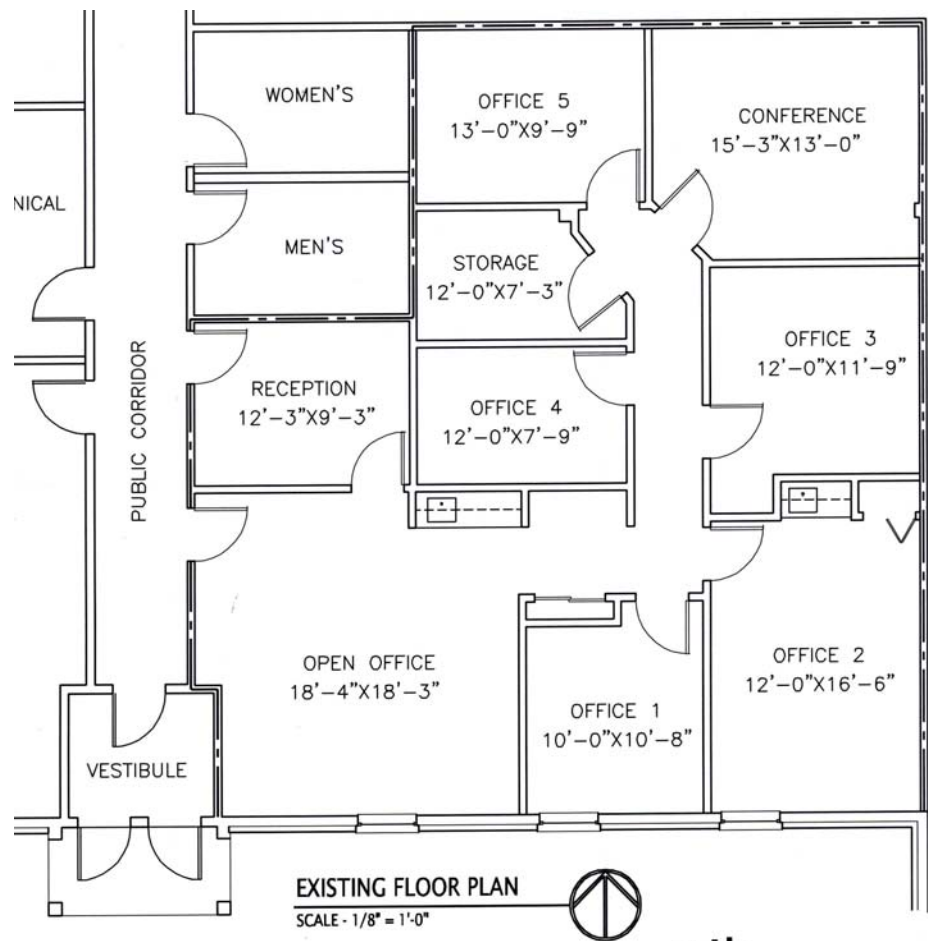 WOMEN'S
OFFICE 5
13'-0"X9'-9"
CONFERENCE
15'-3"X13'-0"
NICAL
MEN'S
STORAGE
12'-0"X7'-3"
OFFICE 3
12'-0"X11'-9"
PUBLIC CORRIDOR
RECEPTION
12'-3"X9'-3"
OFFICE 4
12'-0"X7'-9"
OPEN OFFICE
18'-4"X18'-3"
OFFICE 2
12'-0"X16'-6"
OFFICE 1
10'-0"X10'-8"
VESTIBULE
EXISTING FLOOR PLAN
SCALE - 1/8" = 1'-0"